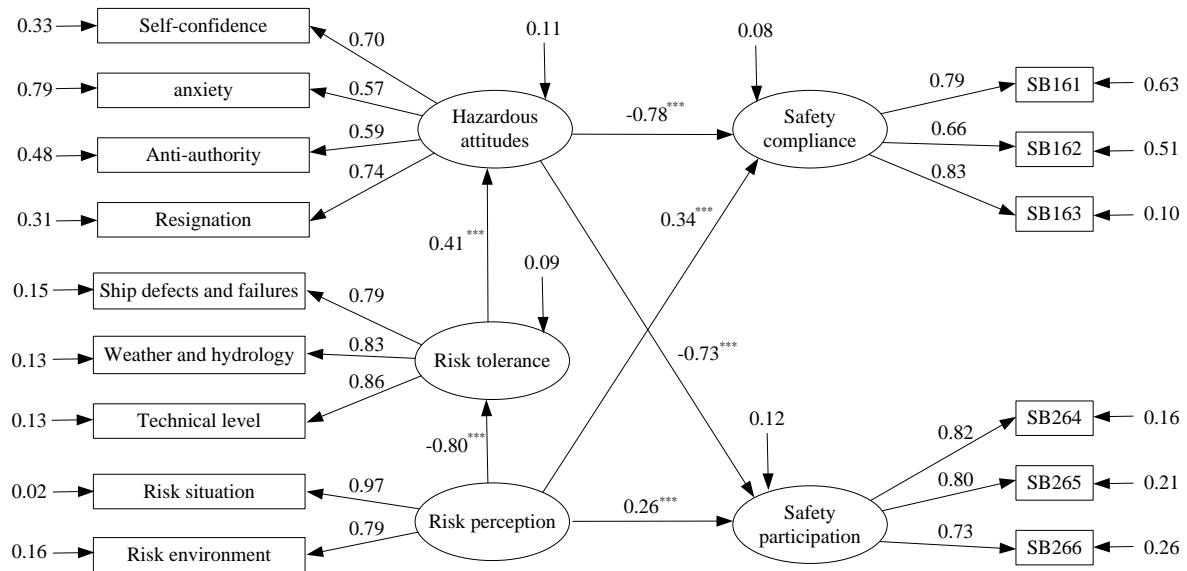 0.33
Self-confidence
0.70
0.11
0.08
0.79
anxiety
0.57
Hazardous
attitudes
-0.78***
Safety
compliance
0.79
SB161
0.63
0.48
Anti-authority
0.59
0.66
SB162
0.51
0.31
Resignation
0.74
0.83
SB163
0.10
0.41***
0.34***
0.09
0.15
Ship defects and failures
0.79
0.13
Weather and hydrology
0.83
Risk tolerance
-0.73***
0.13
Technical level
0.86
-0.80***
0.12
0.82
SB264
0.16
0.02
Risk situation
0.97
Risk perception
0.26***
Safety
participation
0.80
SB265
0.21
0.16
Risk environment
0.79
0.73
SB266
0.26